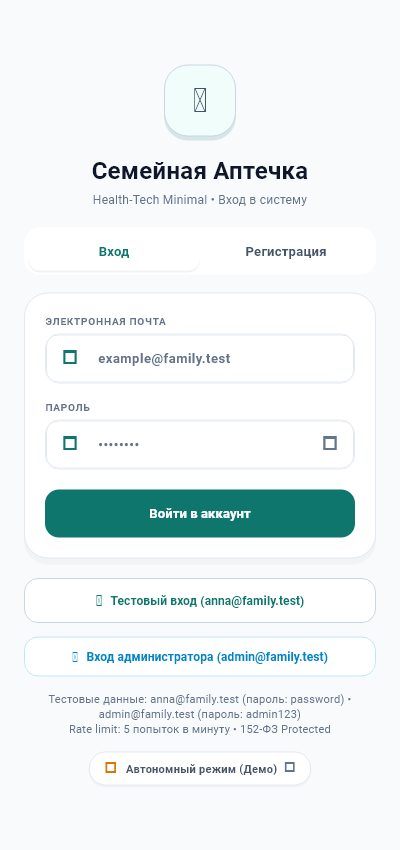 Семейная Аптечка
Health-Tech Minimal • Вход в систему
Вход
Регистрация
ЭЛЕКТРОННАЯ ПОЧТА
example@family.test
ПАРОЛЬ
••••••••
Войти в аккаунт
Тестовый вход (anna@family.test)
Вход администратора (admin@family.test)
Тестовые данные: anna@family.test (пароль: password) •
admin@family.test (пароль: admin123)
Rate limit: 5 попыток в минуту • 152-ФЗ Protected
Автономный режим (Демо)